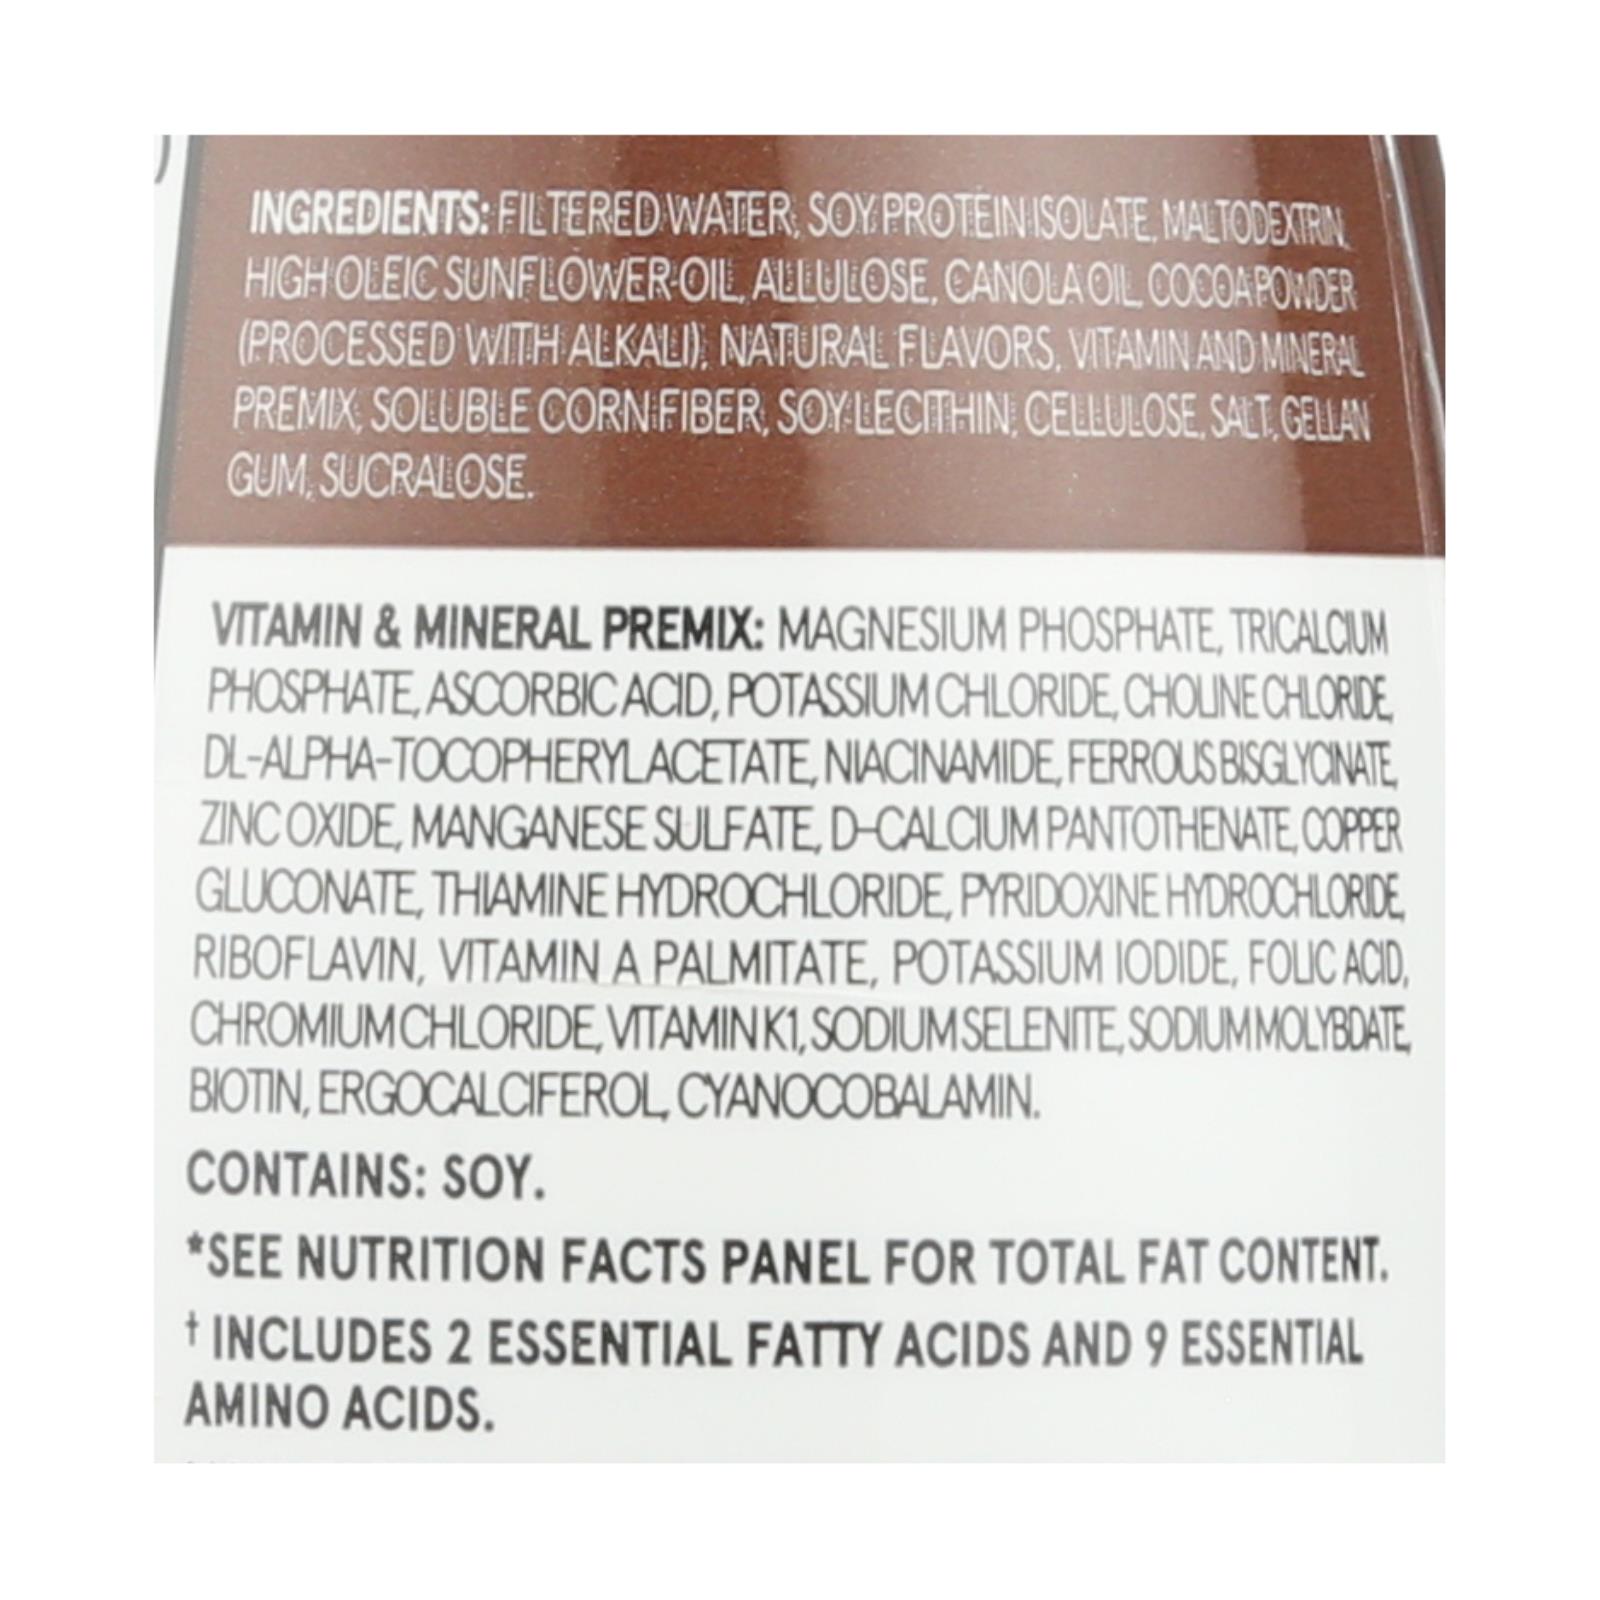 INGREDIENTS: FILTERED WATER, SOY PROTEIN ISOLATE, MALTODEXTRIN,
HIGH OLEIC SUNFLOWER OIL, ALLULOSE, CANOLA OIL, COCOA POWDER
(PROCESSED WITH ALKALI), NATURAL FLAVORS, VITAMIN AND MINERAL
PREMIX, SOLUBLE CORN FIBER, SOY LECITHIN, CELLULOSE, SALT, GELLAN
GUM, SUCRALOSE.
VITAMIN & MINERAL PREMIX: MAGNESIUM PHOSPHATE, TRICALCIUM
PHOSPHATE, ASCORBIC ACID, POTASSIUM CHLORIDE, CHOLINE CHLORIDE,
DL-ALPHA-TOCOPHERYL ACETATE, NIACINAMIDE, FERROUS BISGLYCINATE,
ZINC OXIDE, MANGANESE SULFATE, D-CALCIUM PANTOTHENATE, COPPER
GLUCONATE, THIAMINE HYDROCHLORIDE, PYRIDOXINE HYDROCHLORIDE,
RIBOFLAVIN, VITAMIN A PALMITATE, POTASSIUM IODIDE, FOLIC ACID,
CHROMIUM CHLORIDE, VITAMIN K1, SODIUM SELENITE, SODIUM MOLYBDATE,
BIOTIN, ERGOCALCIFEROL, CYANOCOBALAMIN.
CONTAINS: SOY.
*SEE NUTRITION FACTS PANEL FOR TOTAL FAT CONTENT.
† INCLUDES 2 ESSENTIAL FATTY ACIDS AND 9 ESSENTIAL
AMINO ACIDS.